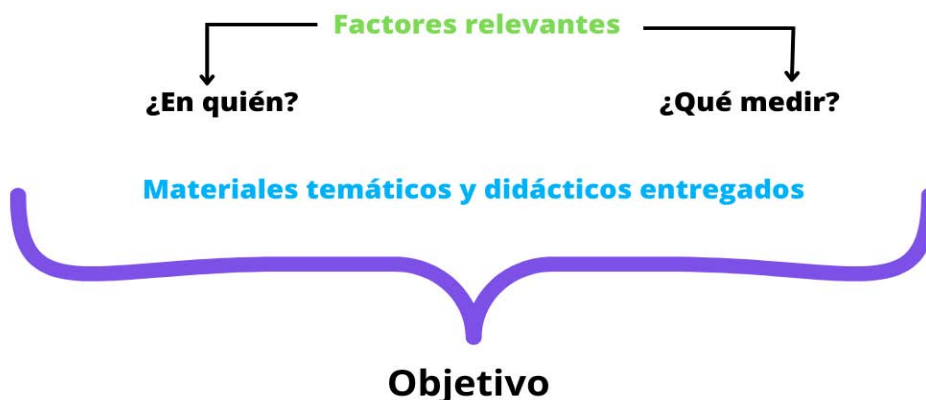 Factores relevantes
¿En quién?
¿Qué medir?
Materiales temáticos y didácticos entregados
Objetivo